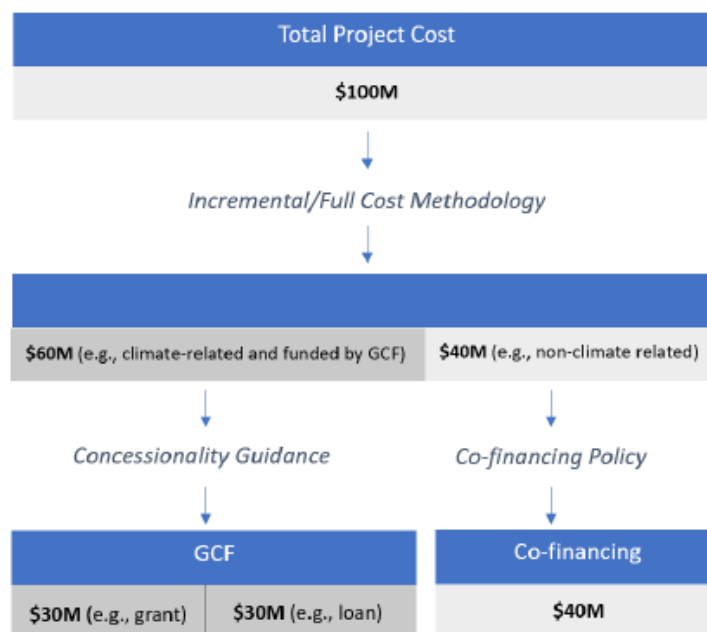 Total Project Cost
$100M
Incremental/Full Cost Methodology
$60M (e.g., climate-related and funded by GCF)
$40M (e.g., non-climate related)
Concessionality Guidance
Co-financing Policy
GCF
Co-financing
$30M (e.g., grant)
$30M (e.g., loan)
$40M